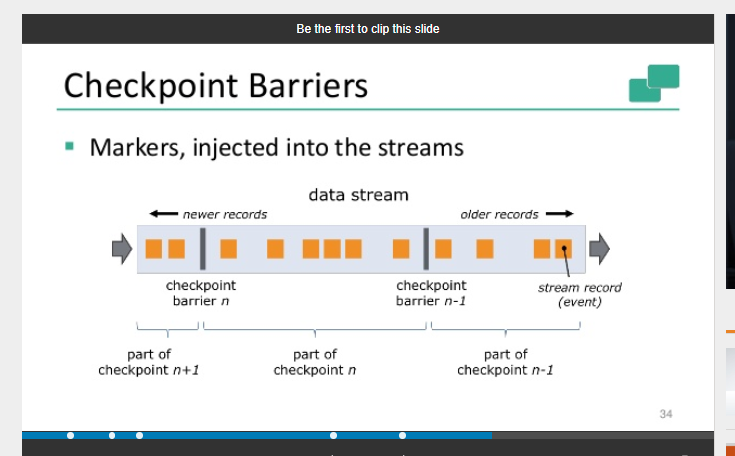 Be the first to clip this slide
Checkpoint Barriers
Markers, injected into the streams
data stream
newer records
older records
checkpoint
barrier n
checkpoint
barrier n-1
stream record
(event)
part of
checkpoint n+1
part of
checkpoint n
part of
checkpoint n-1
34